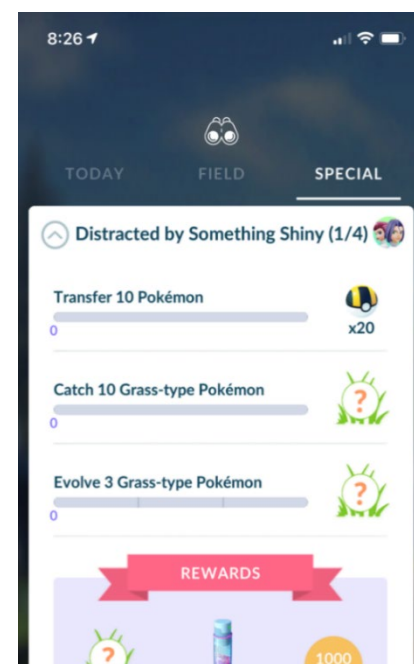 8:26
TODAY FIELD SPECIAL
Distracted by Something Shiny (1/4)
Transfer 10 Pokémon
0
x20
Catch 10 Grass-type Pokémon
0
?
Evolve 3 Grass-type Pokémon
0
?
REWARDS
?
1000